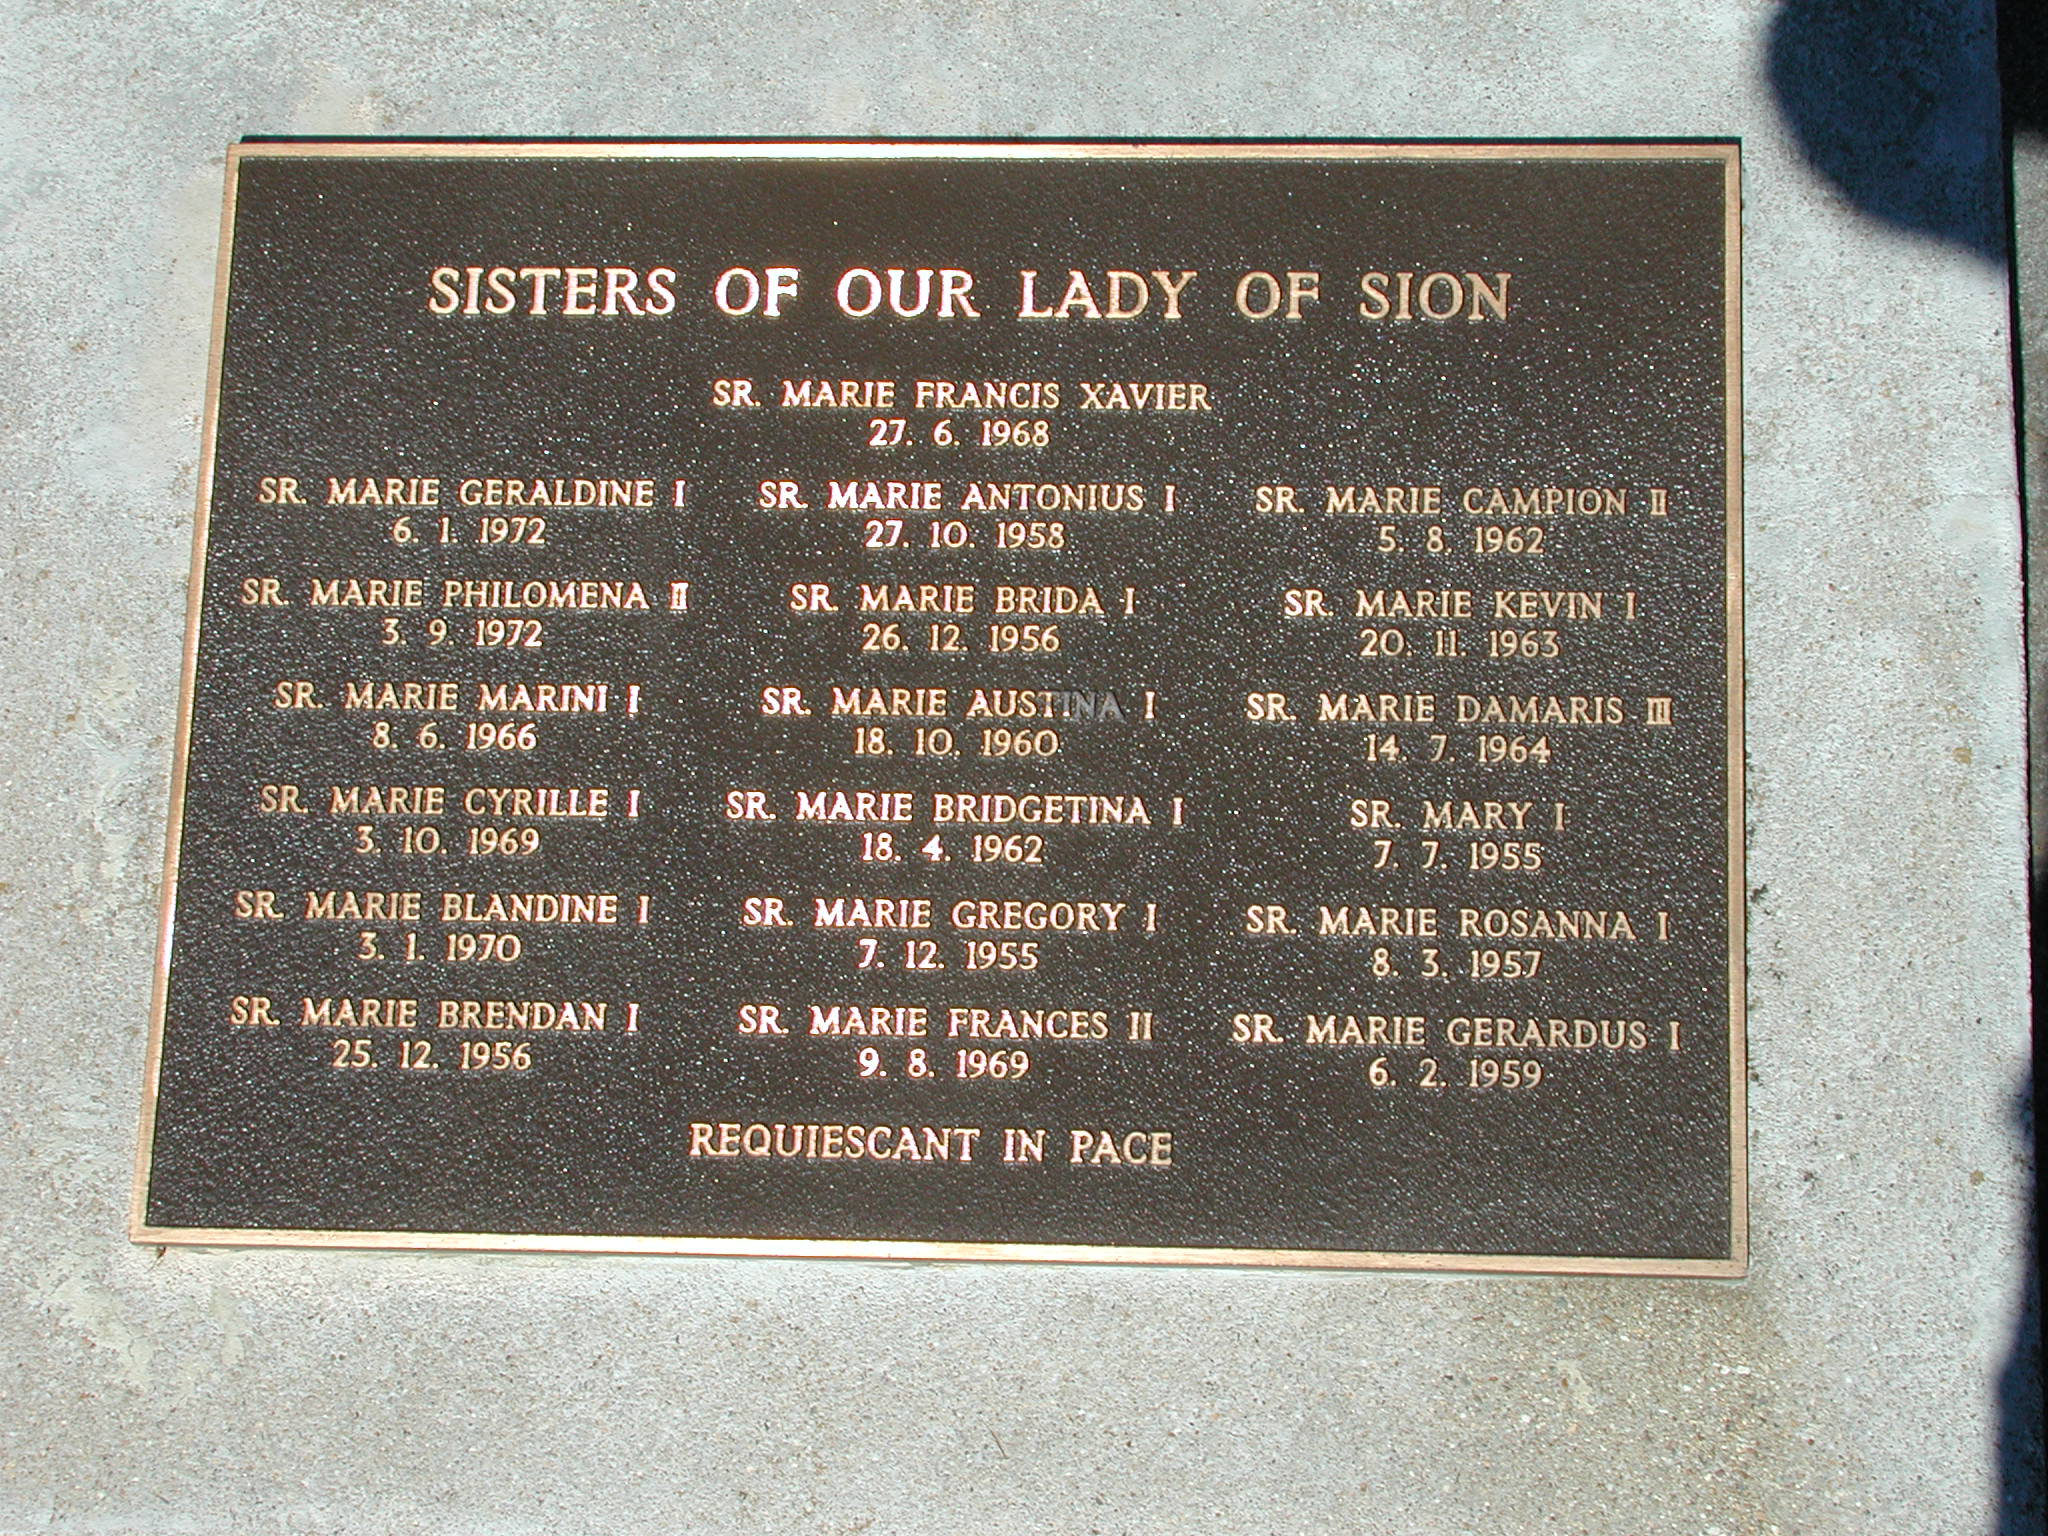 SISTERS OF OUR LADY OF SION
SR. MARIE FRANCIS XAVIER
27. 6. 1968
SR. MARIE GERALDINE I
6. 1. 1972
SR. MARIE PHILOMENA II
3. 9. 1972
SR. MARIE MARINI I
8. 6. 1966
SR. MARIE CYRILLE I
3. 10. 1969
SR. MARIE BLANDINE I
3. 1. 1970
SR. MARIE BRENDAN I
25. 12. 1956
SR. MARIE ANTONIUS I
27. 10. 1958
SR. MARIE BRIDA I
26. 12. 1956
SR. MARIE AUSTINA I
18. 10. 1960
SR. MARIE BRIDGETINA I
18. 4. 1962
SR. MARIE GREGORY I
7. 12. 1955
SR. MARIE FRANCES II
9. 8. 1969
SR. MARIE CAMPION II
5. 8. 1962
SR. MARIE KEVIN I
20. 11. 1963
SR. MARIE DAMARIS III
14. 7. 1964
SR. MARY I
7. 7. 1955
SR. MARIE ROSANNA I
8. 3. 1957
SR. MARIE GERARDUS I
6. 2. 1959
REQUIESCANT IN PACE